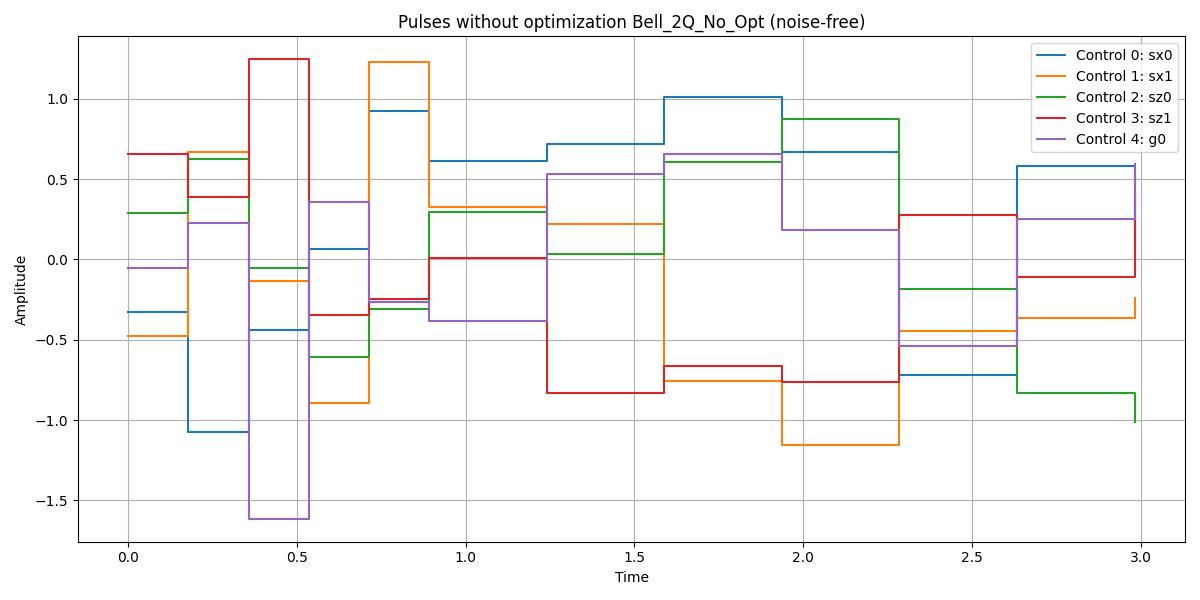 Pulses without optimization Bell_2Q_No_Opt (noise-free)
Control 0: sx0
Control 1: sx1
Control 2: sz0
Control 3: sz1
Control 4: g0
Amplitude
1.0
0.5
0.0
−0.5
−1.0
−1.5
0.0 0.5 1.0 1.5 2.0 2.5 3.0
Time